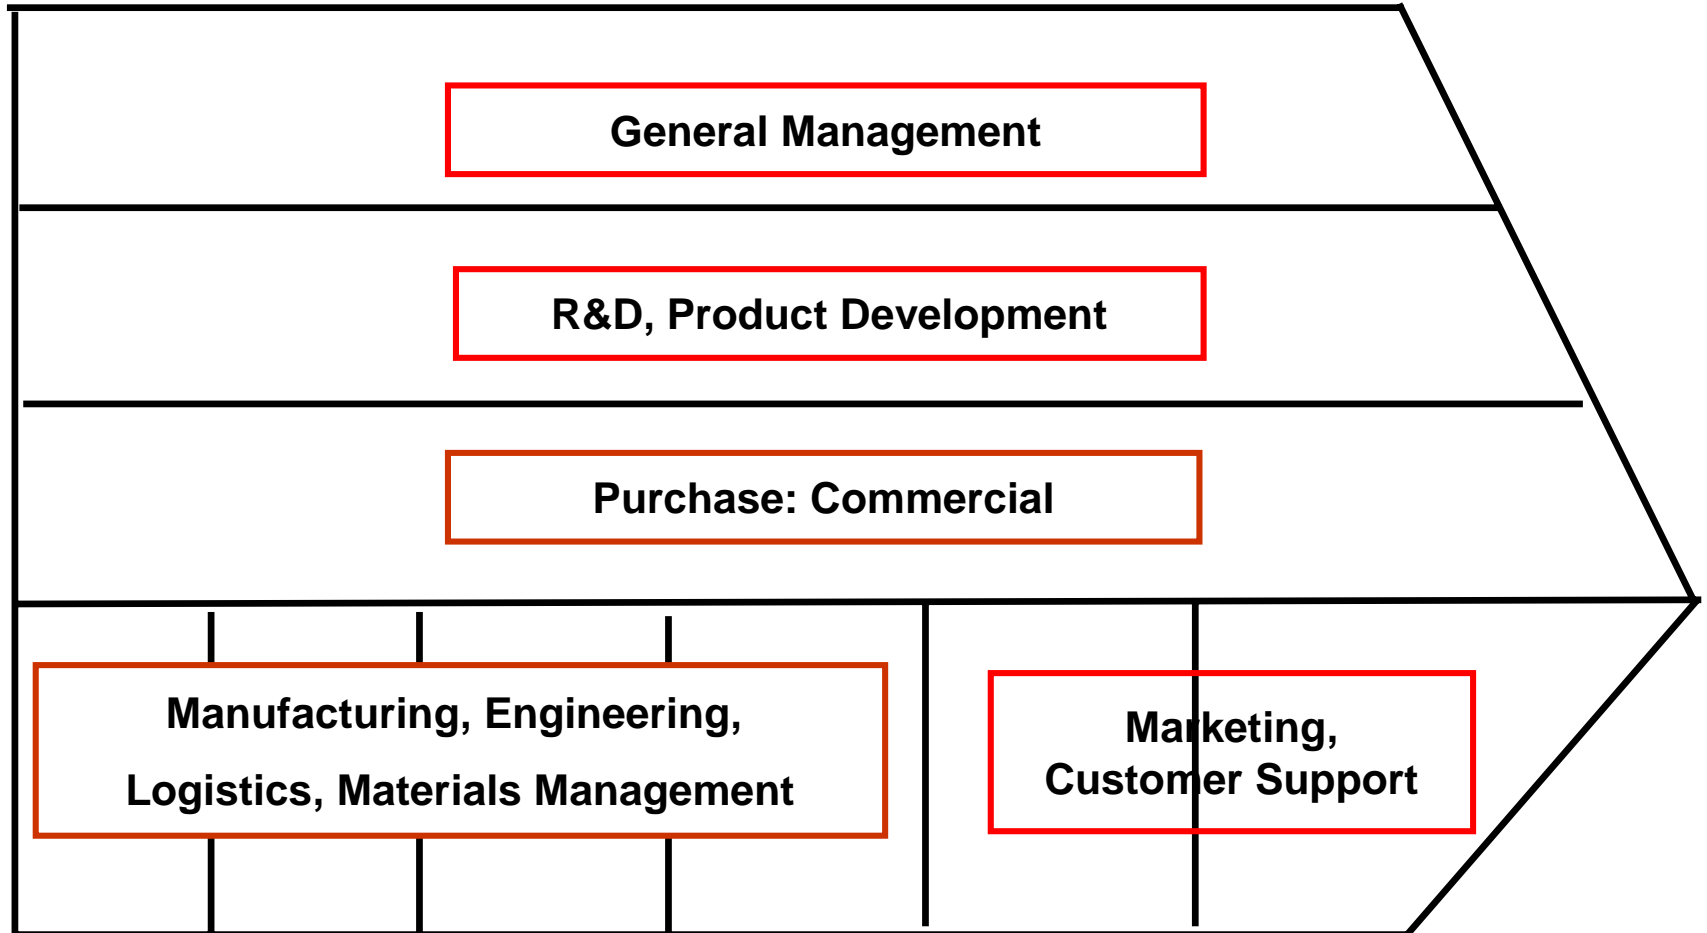 General Management
R&D, Product Development
Purchase: Commercial
Manufacturing, Engineering,
Logistics, Materials Management
Marketing,
Customer Support